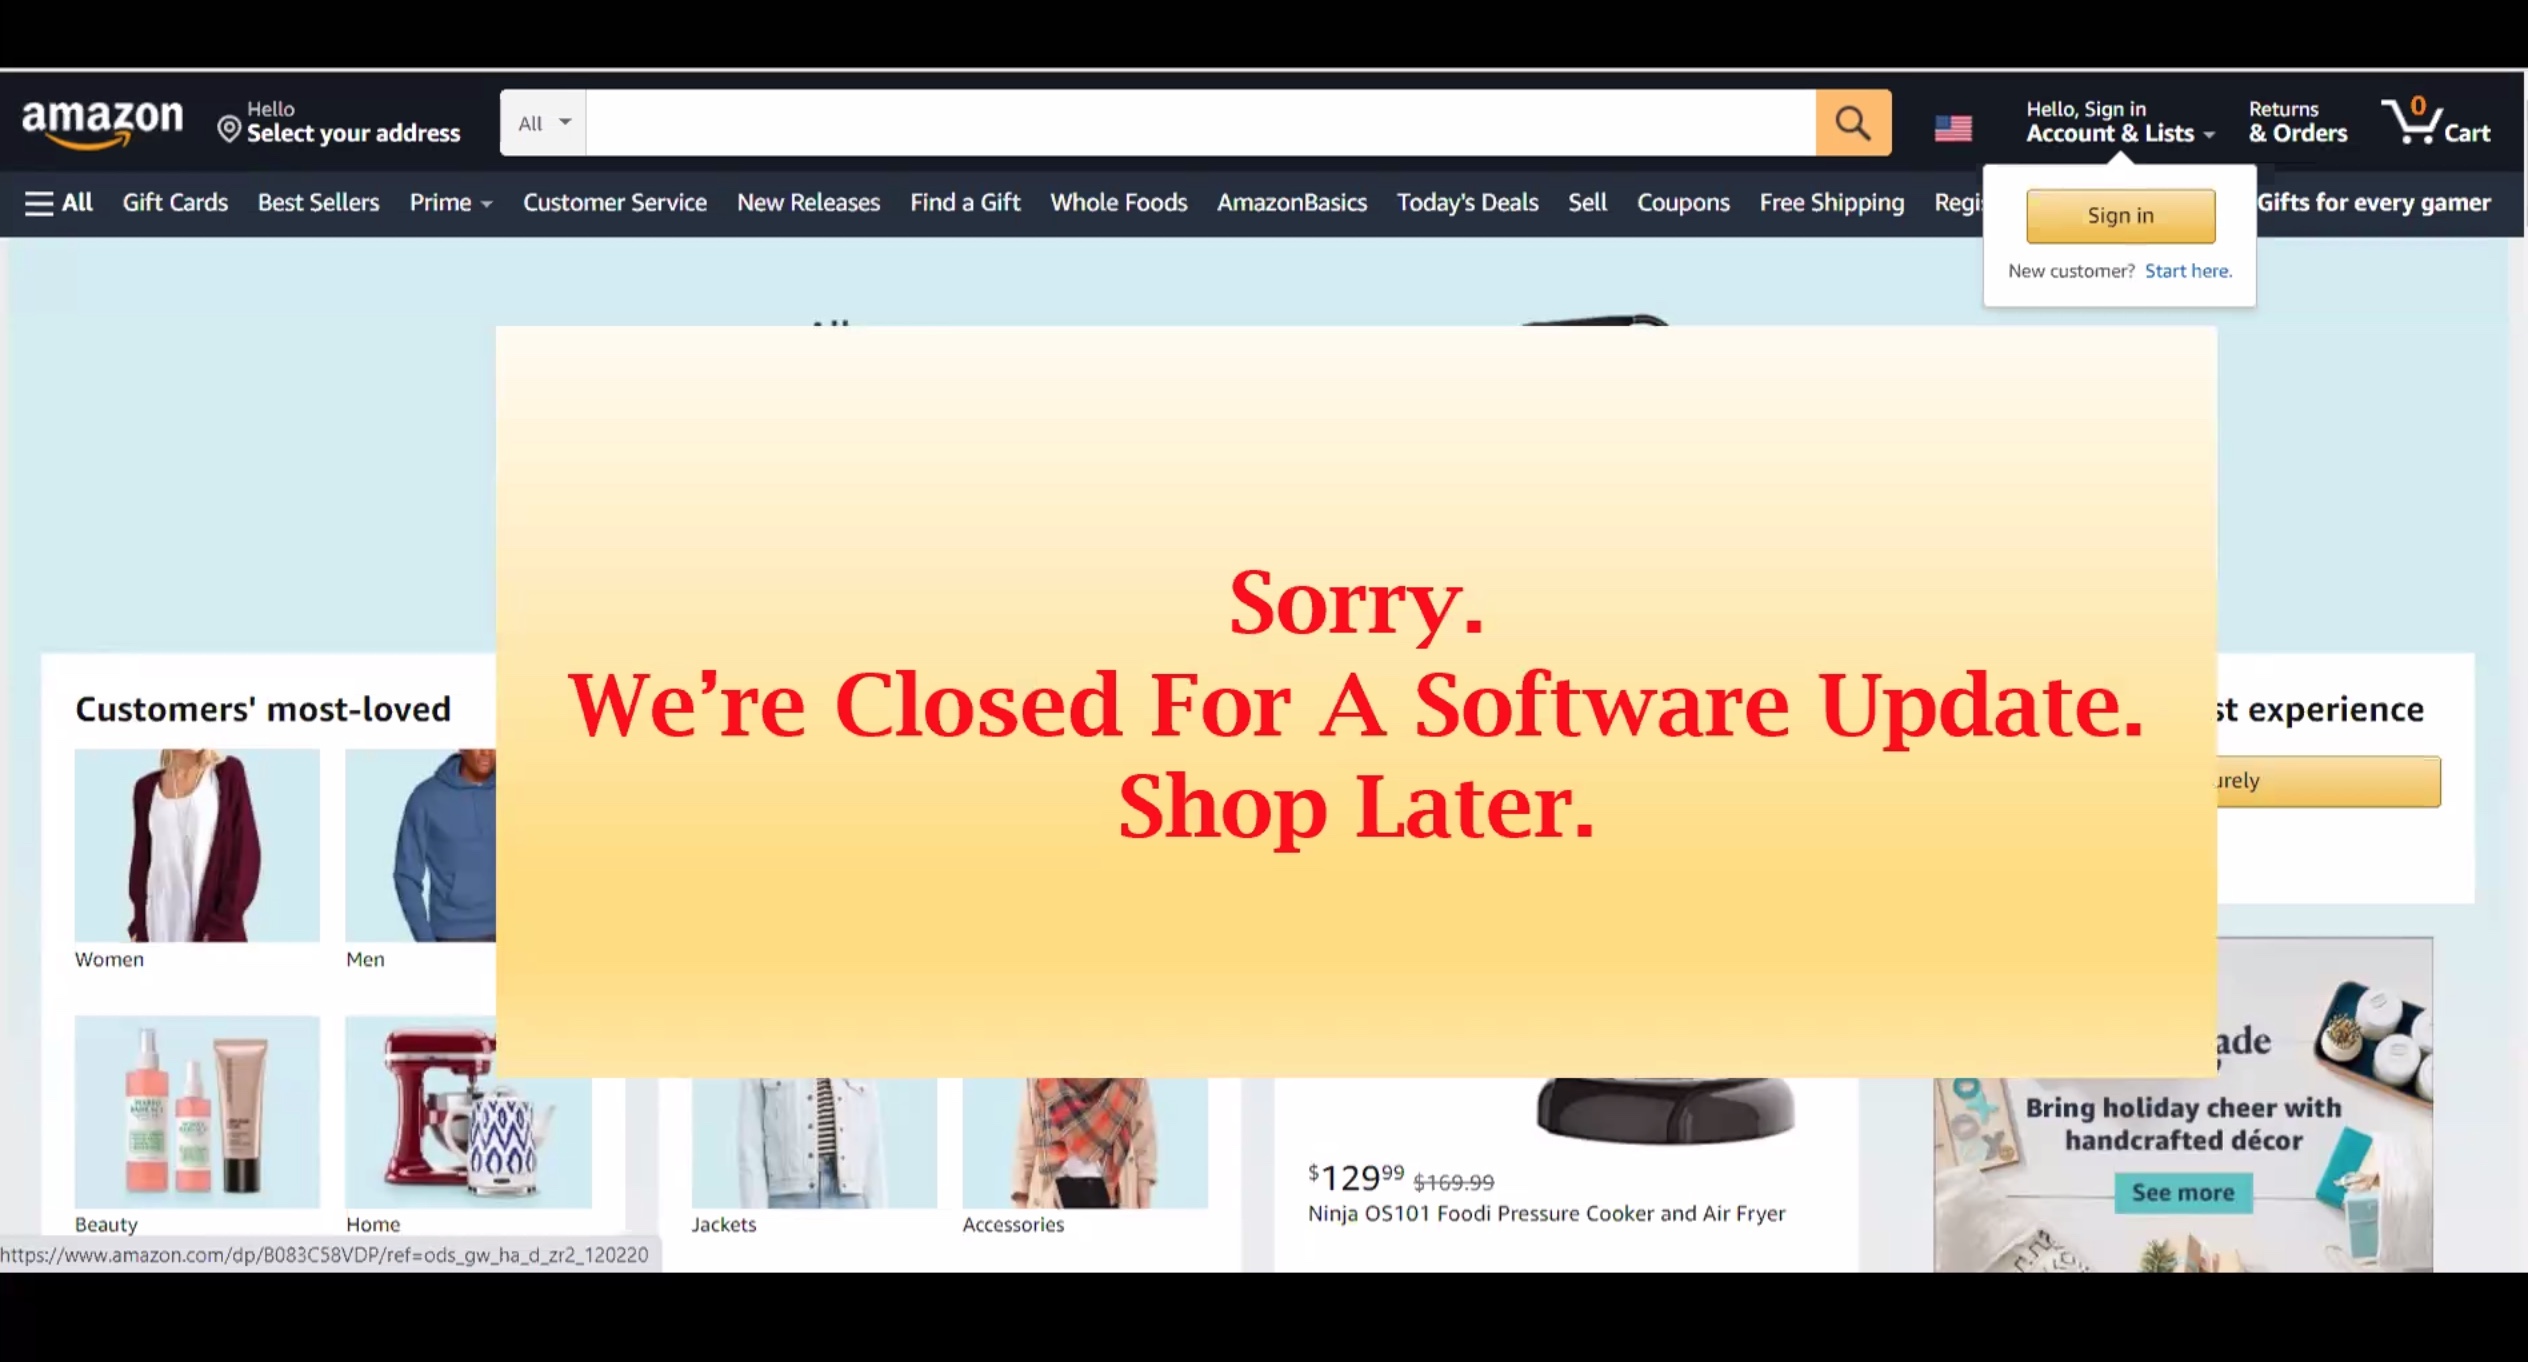 amazon
Hello
Select your address
All
Hello, Sign in
Account & Lists
Returns
& Orders
0
Cart
All
Gift Cards
Best Sellers
Prime
Customer Service
New Releases
Find a Gift
Whole Foods
AmazonBasics
Today's Deals
Sell
Coupons
Free Shipping
Regi
Gifts for every gamer
Sign in
New customer? Start here.
Sorry.
We're Closed For A Software Update.
Shop Later.
Customers' most-loved
st experience
urely
Women
Men
Beauty
Home
Jackets
Accessories
$129.99 $169.99
Ninja OS101 Foodi Pressure Cooker and Air Fryer
ade
Bring holiday cheer with
handcrafted décor
See more
https://www.amazon.com/dp/B083C58VDP/ref=ods_gw_ha_d_zr2_120220